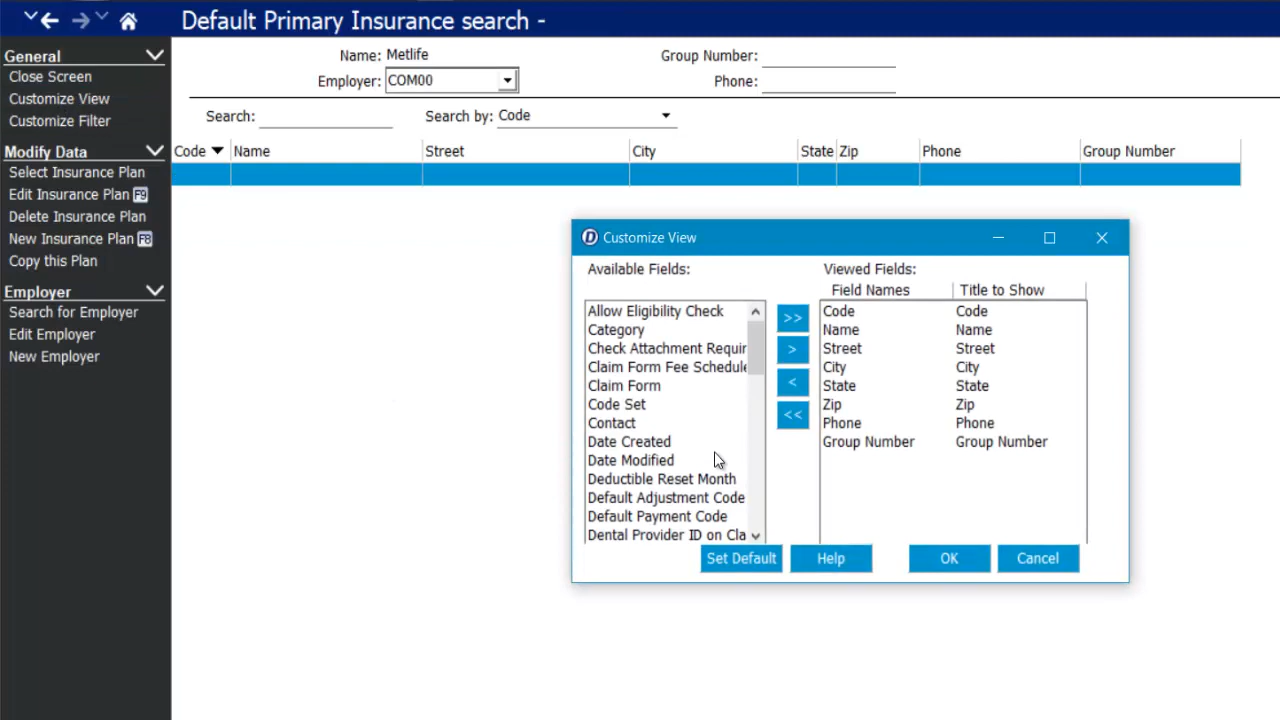 Default Primary Insurance search -
General
Close Screen
Customize View
Customize Filter
Modify Data
Select Insurance Plan
Edit Insurance Plan F9
Delete Insurance Plan
New Insurance Plan F8
Copy this Plan
Employer
Search for Employer
Edit Employer
New Employer
Name: Metlife
Group Number:
Employer: COM00
Phone:
Search:
Search by: Code
Code Name Street City State Zip Phone Group Number
D Customize View
Available Fields:
Allow Eligibility Check
Category
Check Attachment Requir
Claim Form Fee Schedule
Claim Form
Code Set
Contact
Date Created
Date Modified
Deductible Reset Month
Default Adjustment Code
Default Payment Code
Dental Provider ID on Cla
>>
>
<
<<
Viewed Fields:
Field Names Title to Show
Code Code
Name Name
Street Street
City City
State State
Zip Zip
Phone Phone
Group Number Group Number
Set Default Help OK Cancel